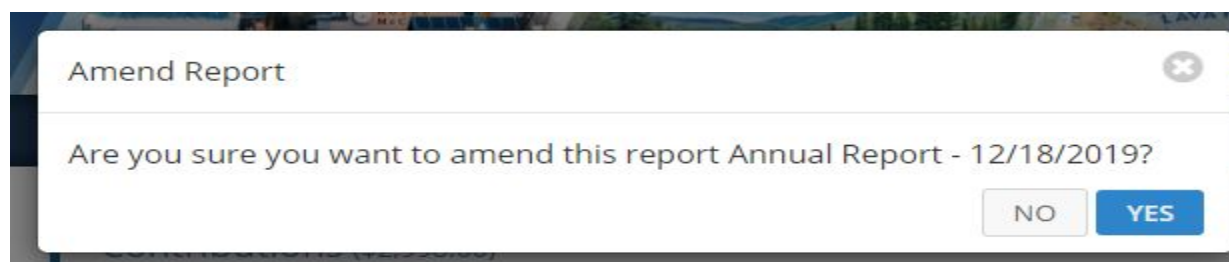 Amend Report
Are you sure you want to amend this report Annual Report - 12/18/2019?
NO YES